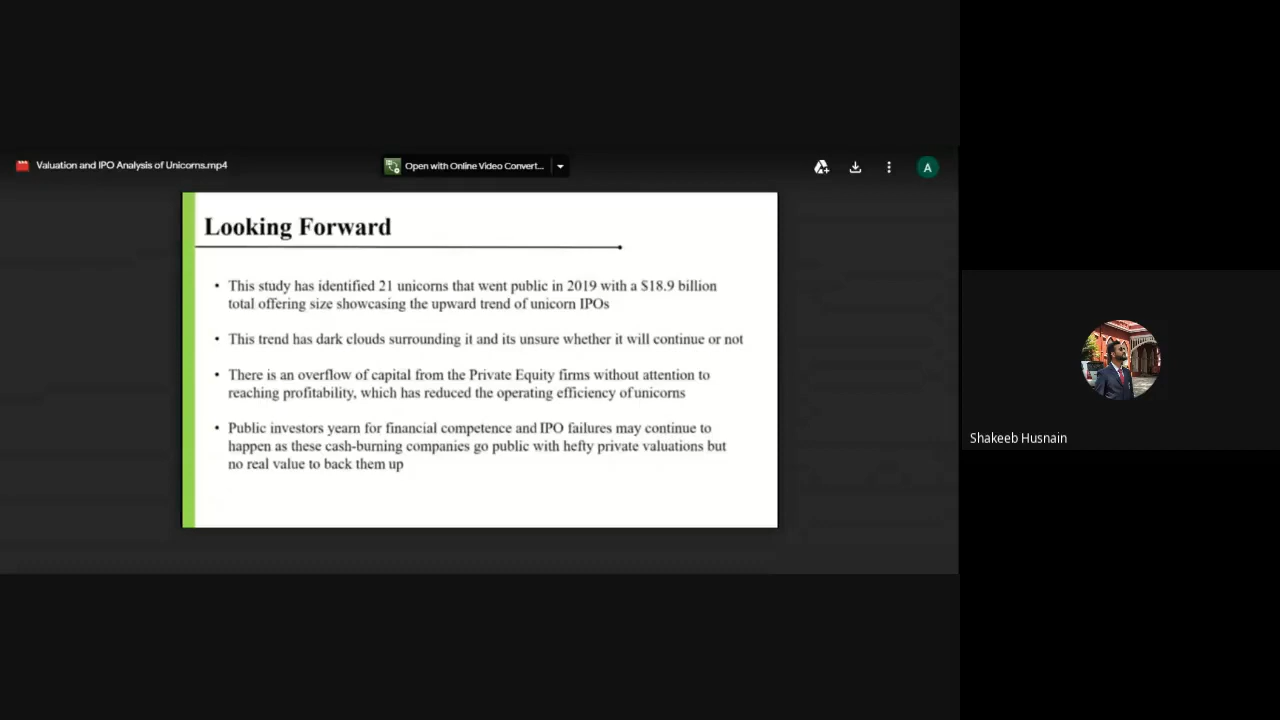 Valuation and IPO Analysis of Unicorns.mp4
Open with Online Video Convert...
A
Looking Forward
• This study has identified 21 unicorns that went public in 2019 with a $18.9 billion
total offering size showcasing the upward trend of unicorn IPOs
• This trend has dark clouds surrounding it and its unsure whether it will continue or not
• There is an overflow of capital from the Private Equity firms without attention to
reaching profitability, which has reduced the operating efficiency of unicorns
• Public investors yearn for financial competence and IPO failures may continue to
happen as these cash-burning companies go public with hefty private valuations but
no real value to back them up
Shakeeb Husnain